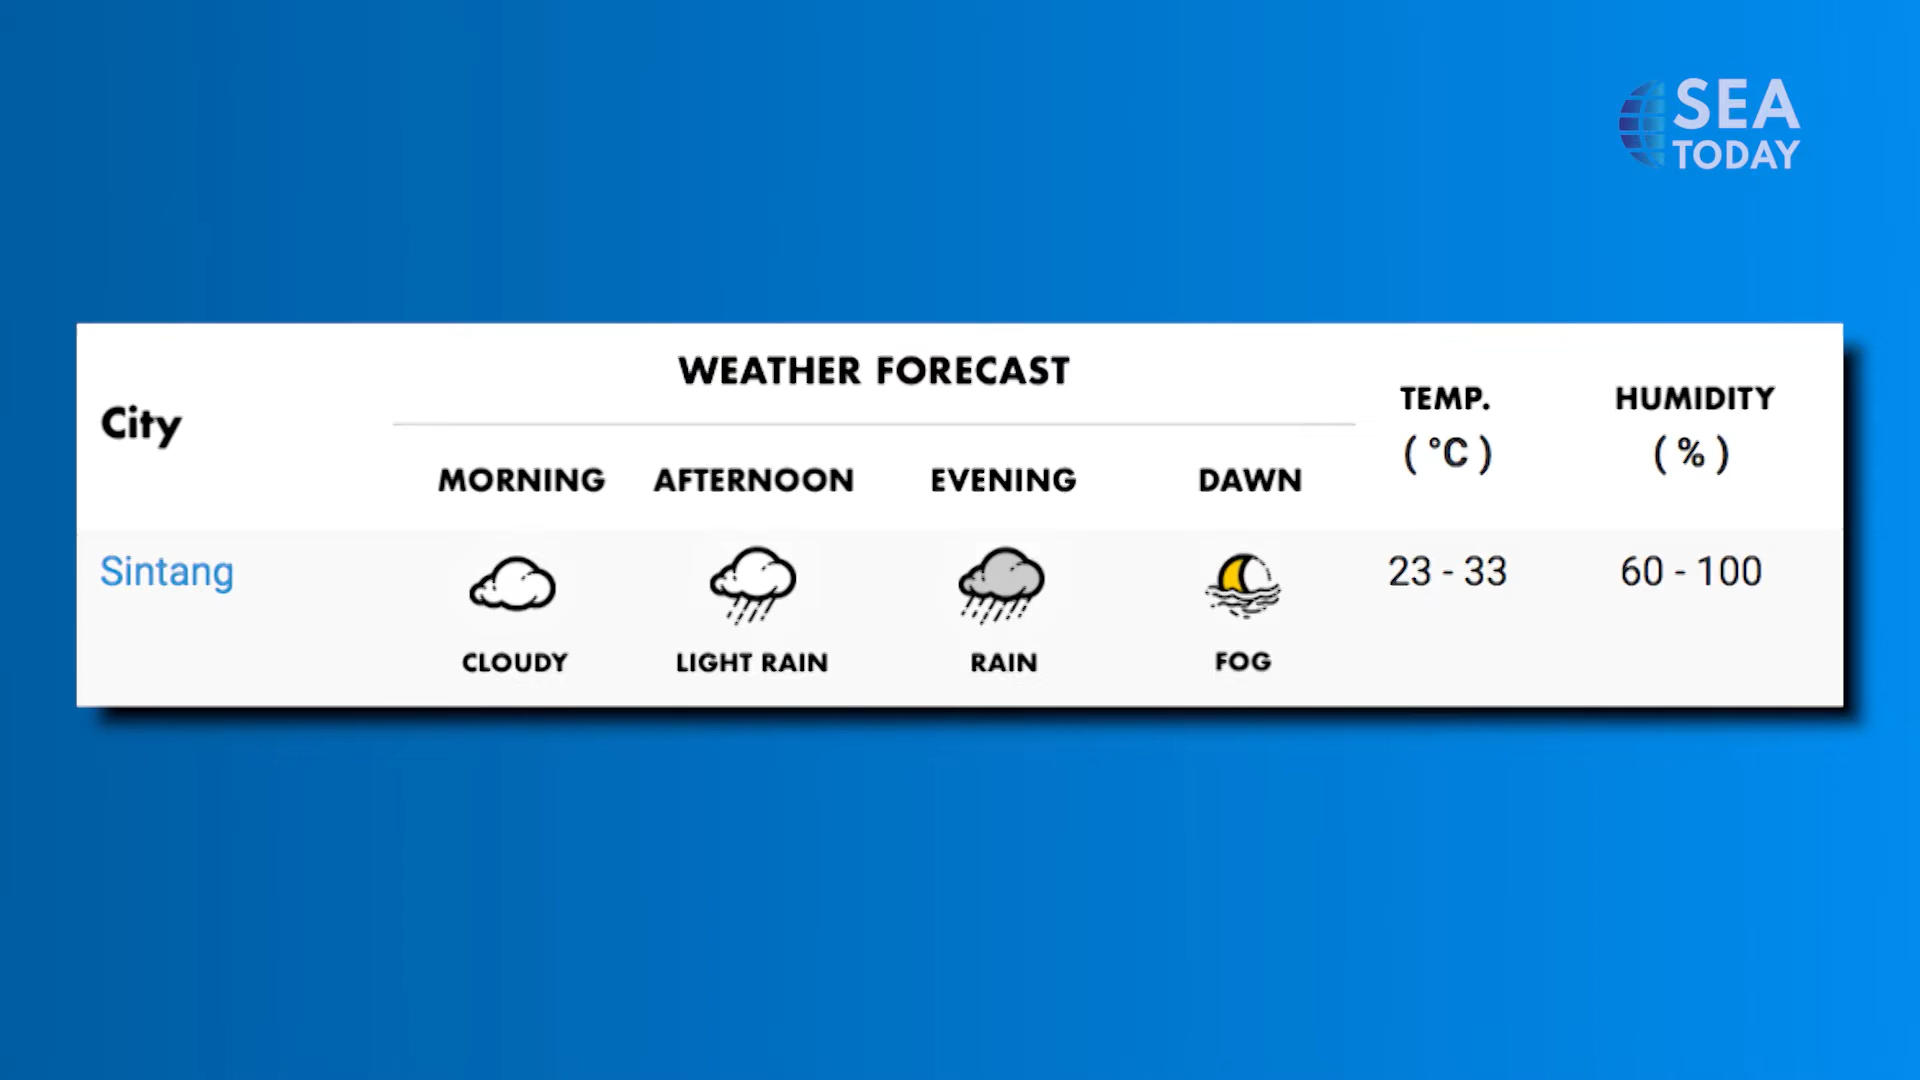 SEA
TODAY
WEATHER FORECAST
City
TEMP.
(°C)
HUMIDITY
(%)
MORNING
AFTERNOON
EVENING
DAWN
Sintang
23 - 33
60 - 100
CLOUDY
LIGHT RAIN
RAIN
FOG